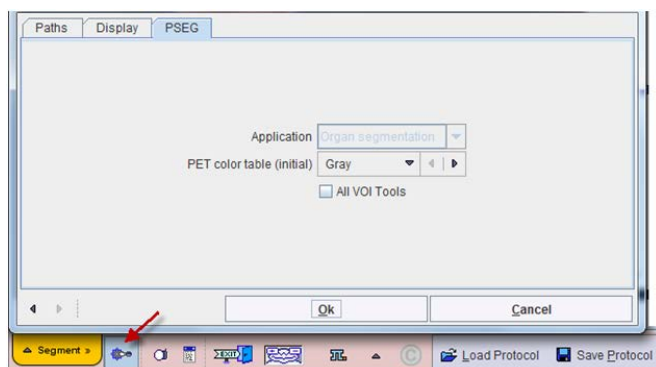 Paths Display PSEG
Application Organ segmentation
PET color table (initial) Gray
All VOI Tools
Ok Cancel
Segment » EXIT © Load Protocol Save Protocol